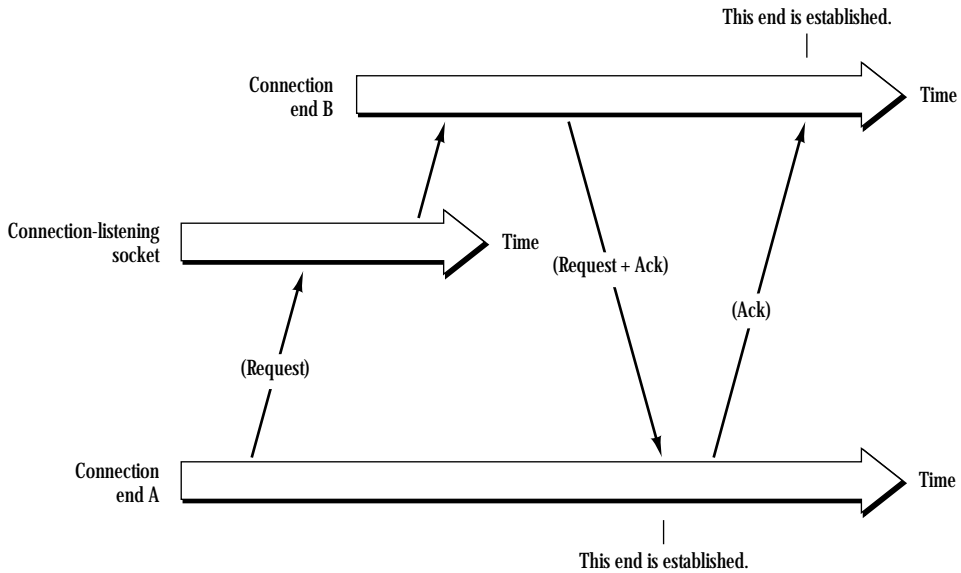 This end is established.
Connection
end B
Time
Connection-listening
socket
Time
(Request + Ack)
(Ack)
(Request)
Connection
end A
Time
This end is established.